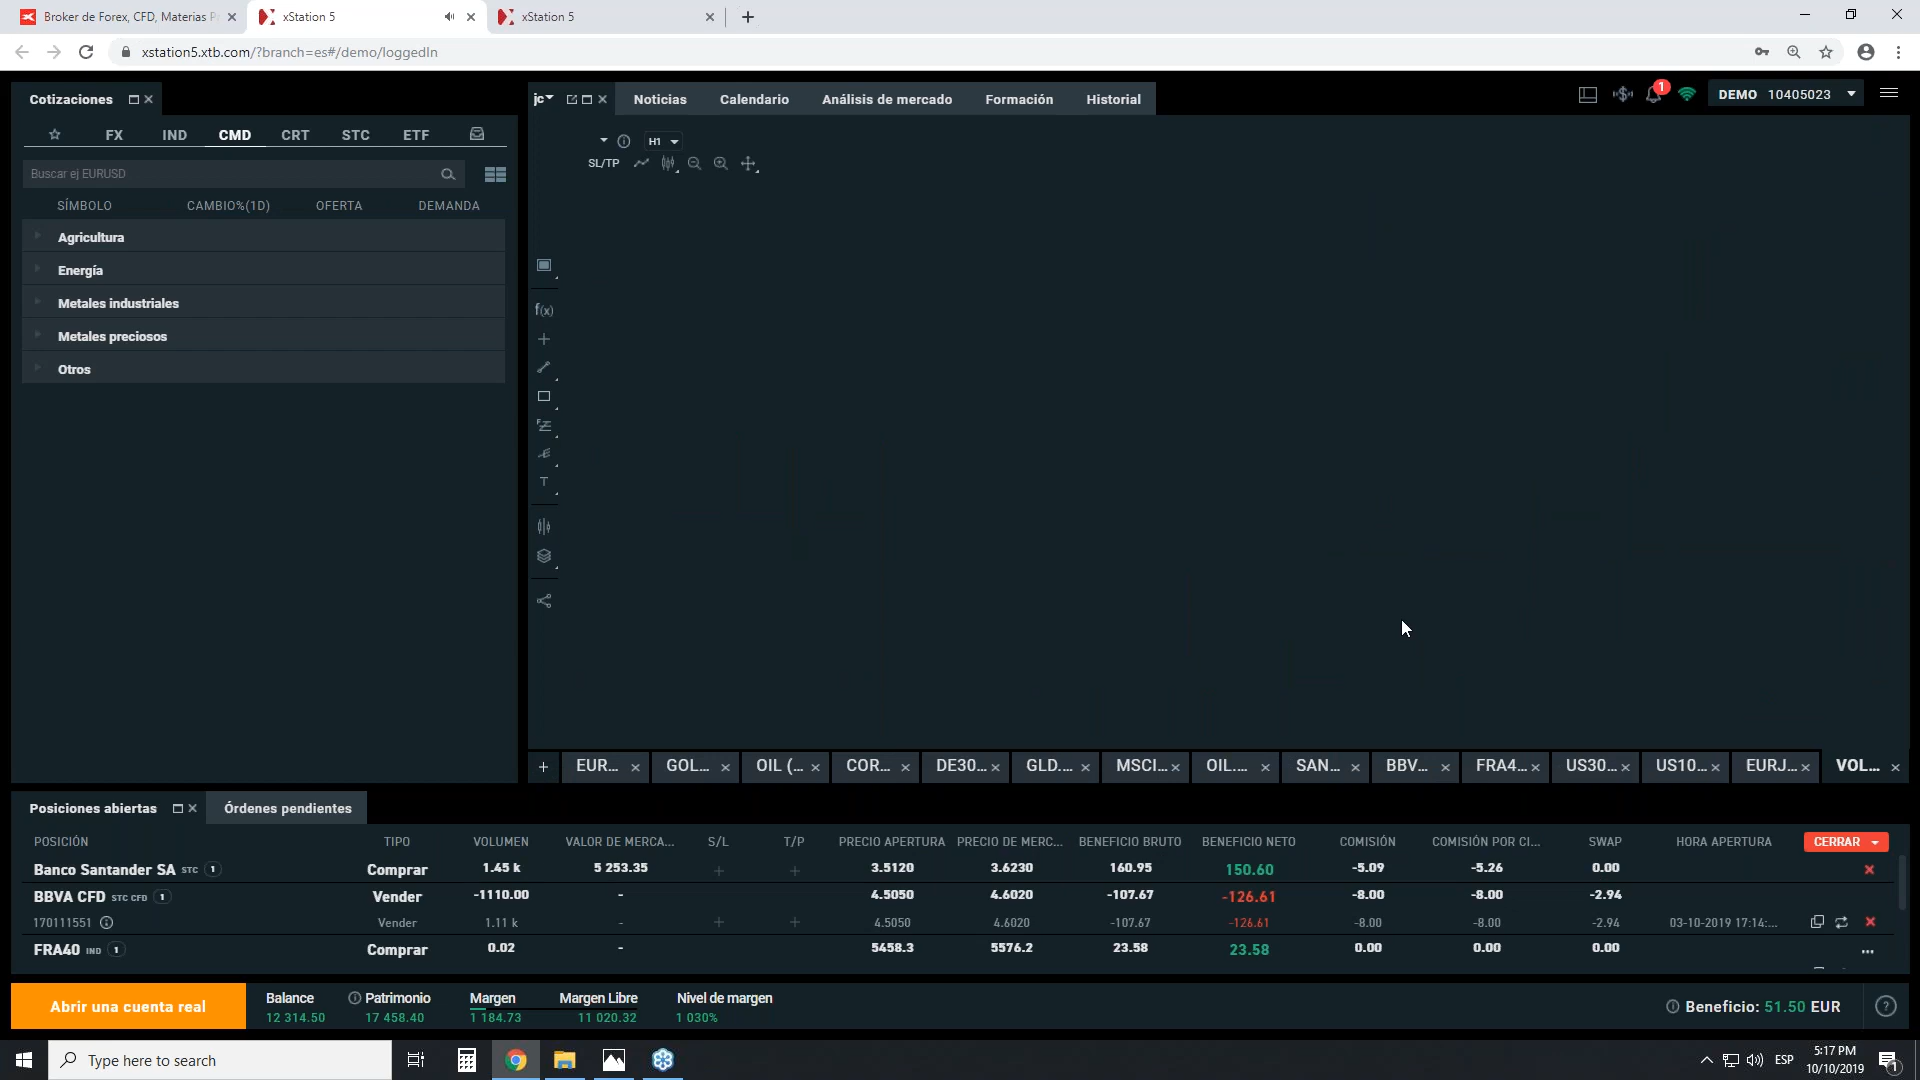 Broker de Forex, CFD, Materias P
xStation 5
xStation 5
xstation5.xtb.com/?branch=es#/demo/loggedIn
Cotizaciones
jc
Noticias
Calendario
Análisis de mercado
Formación
Historial
1
DEMO 10405023
FX IND CMD CRT STC ETF
H1
SL/TP
Buscar ej EURUSD
SÍMBOLO CAMBIO%(1D) OFERTA DEMANDA
Agricultura
Energía
Metales industriales
Metales preciosos
Otros
f(x)
T
EUR... GOL... OIL (... COR... DE30... GLD.... MSCI... OIL.... SAN... BBV... FRA4... US30... US10... EURJ... VOL...
Posiciones abiertas
Órdenes pendientes
POSICIÓN TIPO VOLUMEN VALOR DE MERCA... S/L T/P PRECIO APERTURA PRECIO DE MERC... BENEFICIO BRUTO BENEFICIO NETO COMISIÓN COMISIÓN POR CI... SWAP HORA APERTURA CERRAR
Banco Santander SA STC 1 Comprar 1.45 k 5 253.35 3.5120 3.6230 160.95 150.60 -5.09 -5.26 0.00
BBVA CFD STC CFD 1 Vender -1110.00 - 4.5050 4.6020 -107.67 -126.61 -8.00 -8.00 -2.94
170111551 Vender 1.11 k - 4.5050 4.6020 -107.67 -126.61 -8.00 -8.00 -2.94 03-10-2019 17:14:...
FRA40 IND 1 Comprar 0.02 - 5458.3 5576.2 23.58 23.58 0.00 0.00 0.00
Abrir una cuenta real
Balance Patrimonio Margen Margen Libre Nivel de margen
12 314.50 17 458.40 1 184.73 11 020.32 1 030%
Beneficio: 51.50 EUR
Type here to search
ESP
5:17 PM
10/10/2019
1